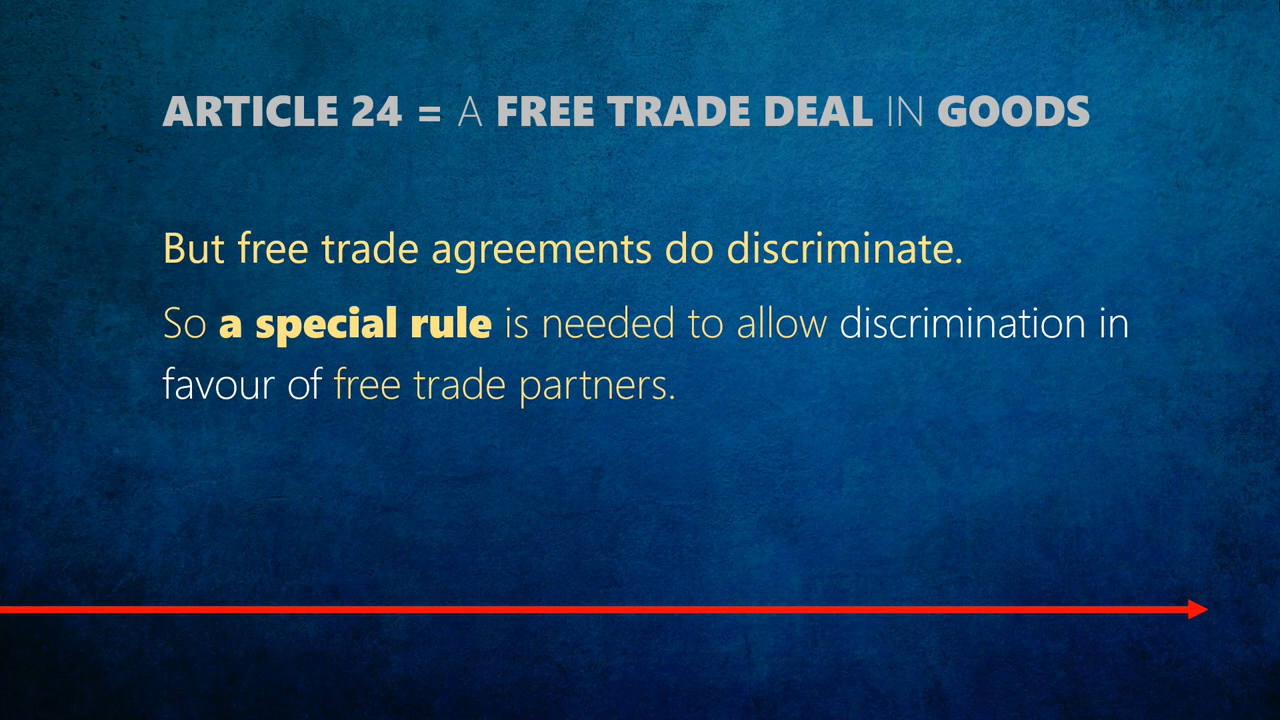 ARTICLE 24 = A FREE TRADE DEAL IN GOODS
But free trade agreements do discriminate.
So a special rule is needed to allow discrimination in
favour of free trade partners.